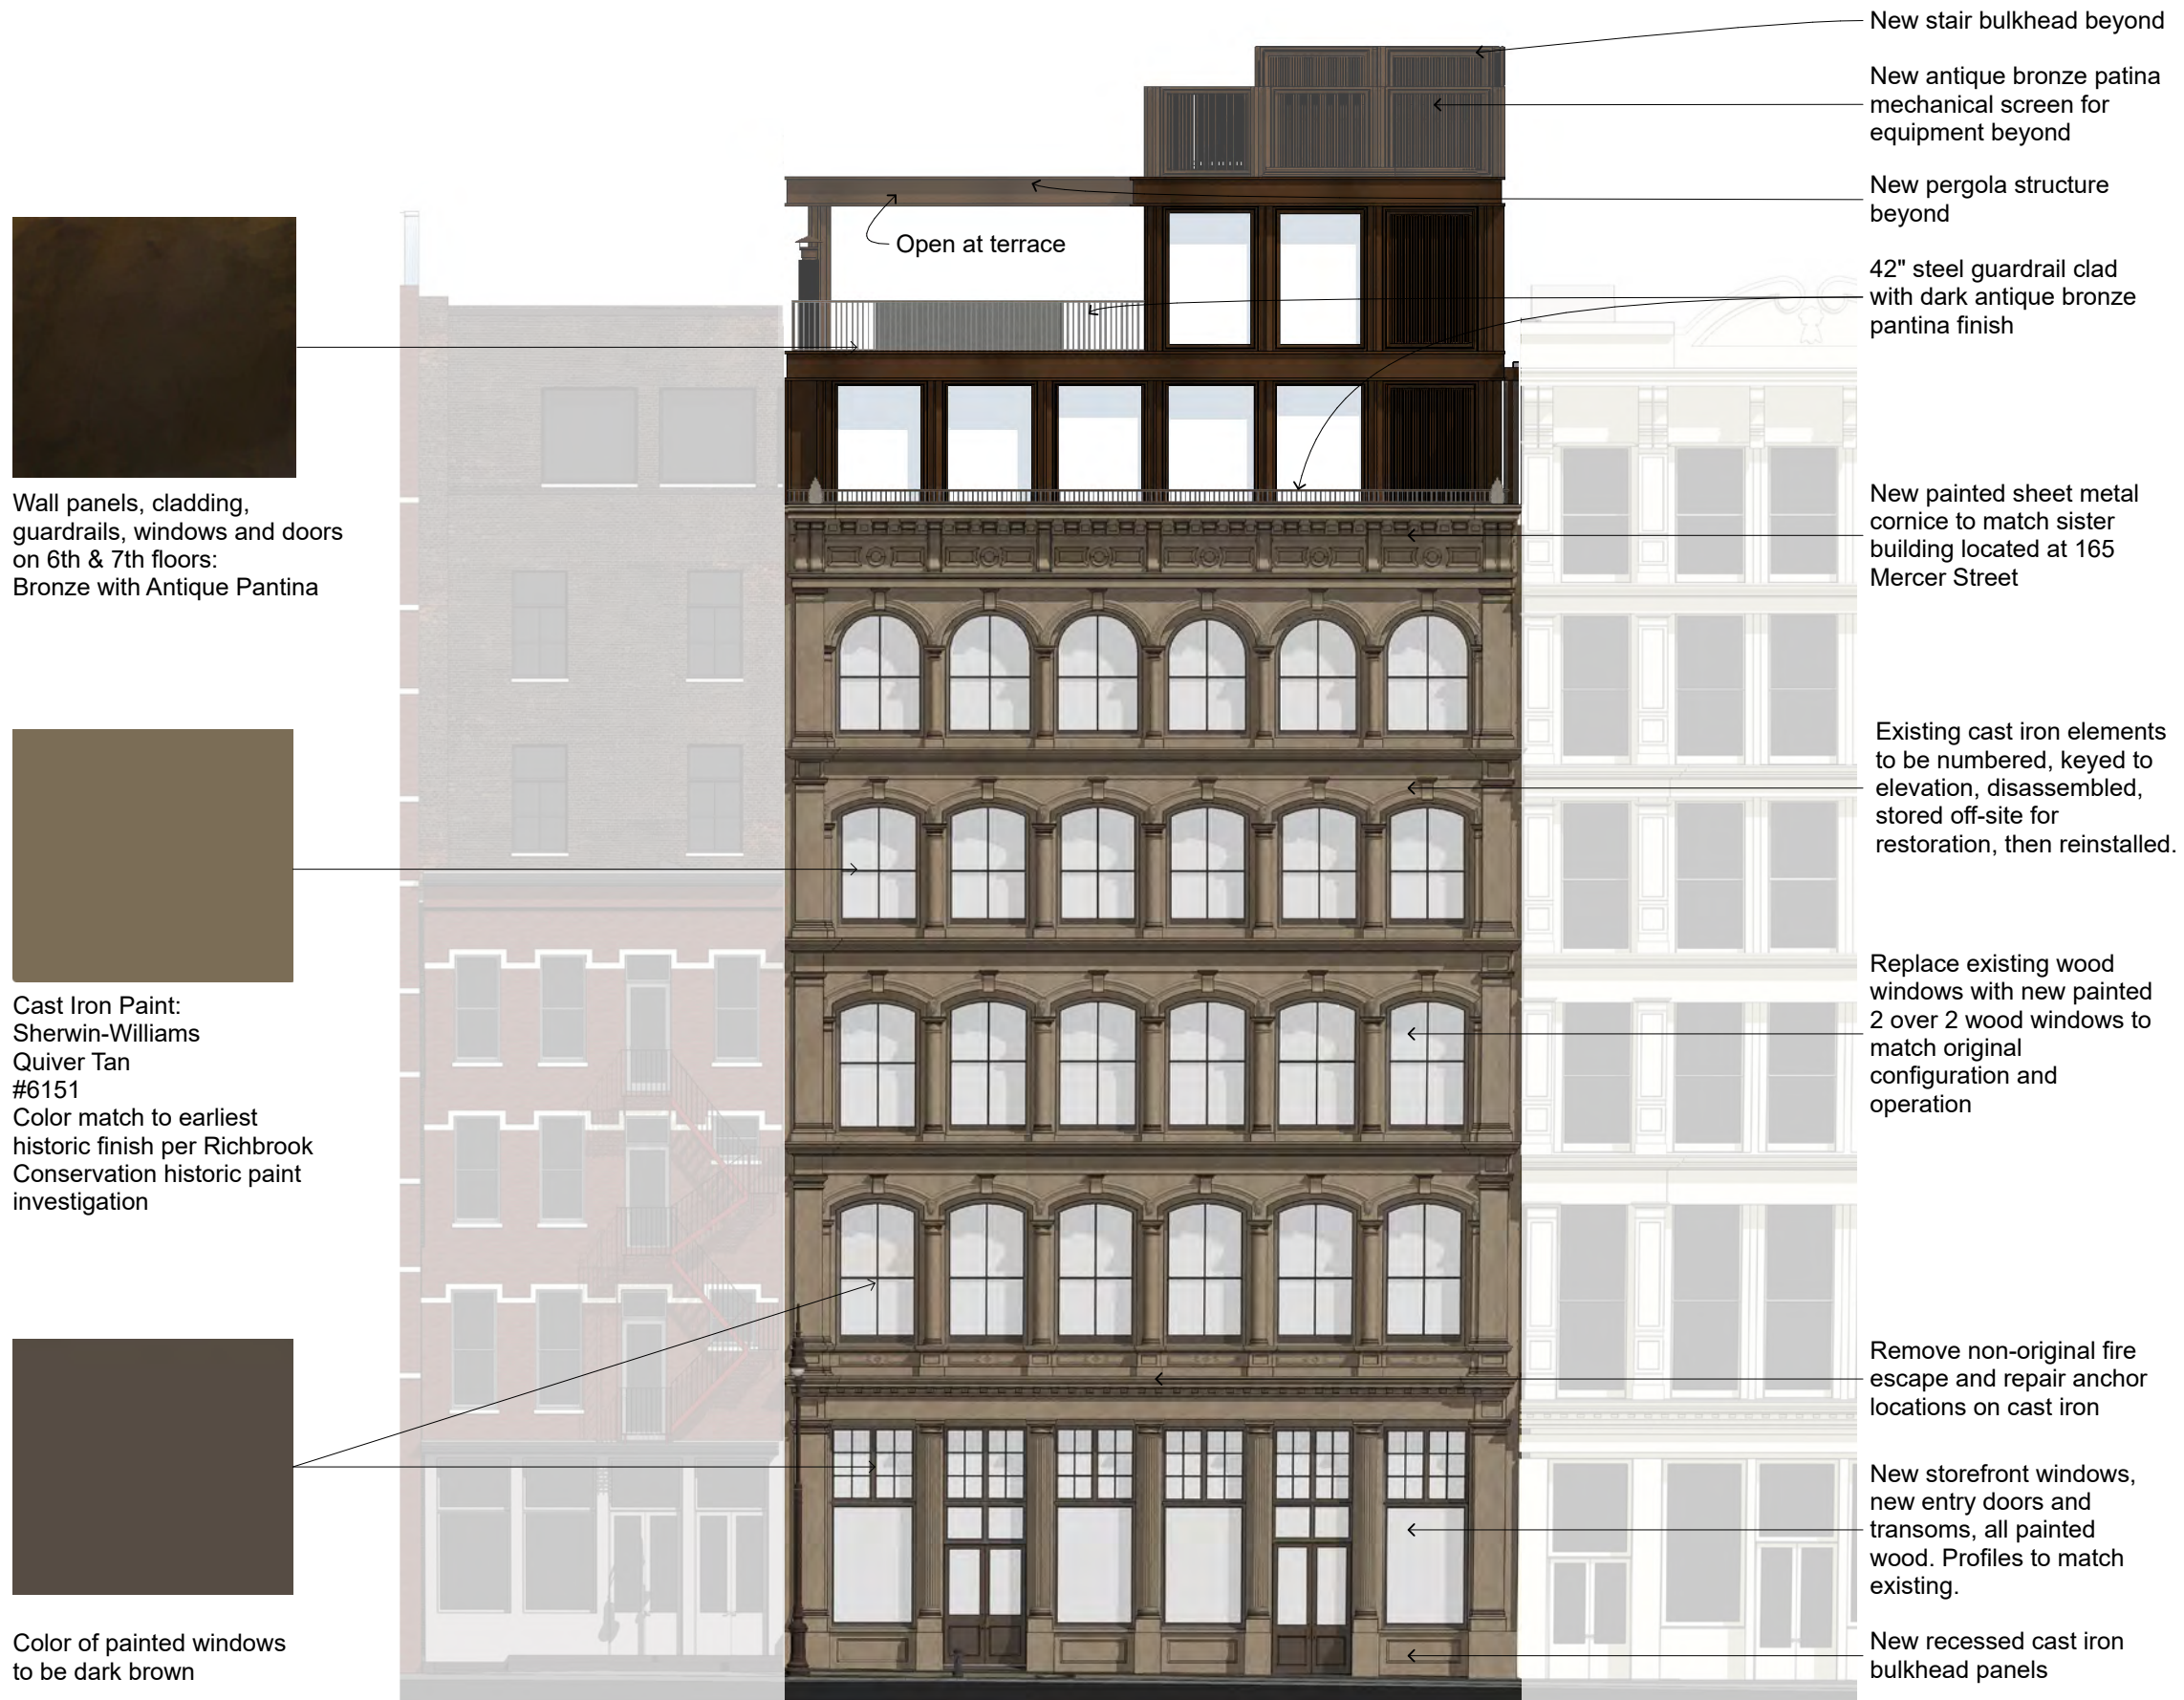 New stair bulkhead beyond
New antique bronze patina
mechanical screen for
equipment beyond
New pergola structure
beyond
Open at terrace
42" steel guardrail clad
with dark antique bronze
pantina finish
Wall panels, cladding,
guardrails, windows and doors
on 6th & 7th floors:
Bronze with Antique Pantina
New painted sheet metal
cornice to match sister
building located at 165
Mercer Street
Existing cast iron elements
to be numbered, keyed to
elevation, disassembled,
stored off-site for
restoration, then reinstalled.
Cast Iron Paint:
Sherwin-Williams
Quiver Tan
#6151
Color match to earliest
historic finish per Richbrook
Conservation historic paint
investigation
Replace existing wood
windows with new painted
2 over 2 wood windows to
match original
configuration and
operation
Remove non-original fire
escape and repair anchor
locations on cast iron
New storefront windows,
new entry doors and
transoms, all painted
wood. Profiles to match
existing.
Color of painted windows
to be dark brown
New recessed cast iron
bulkhead panels